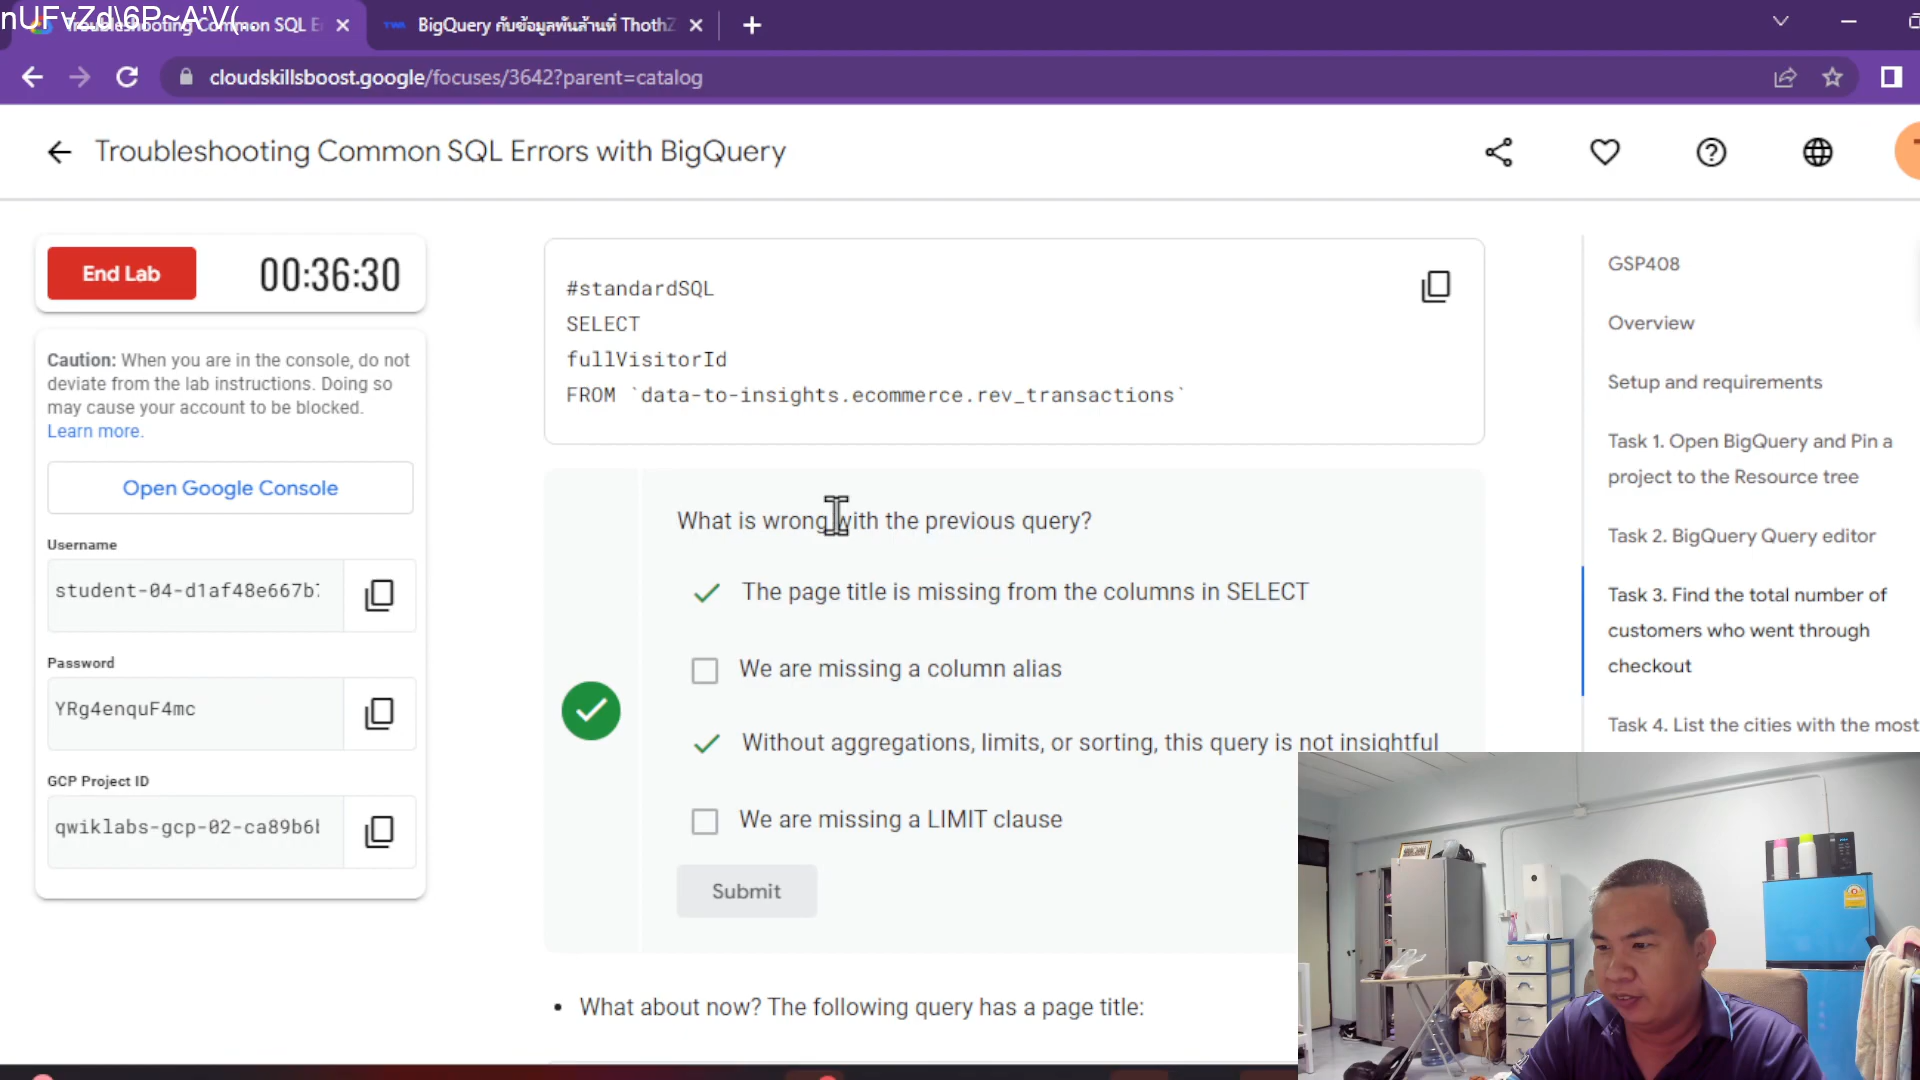 nUFvZd\6P~A'V(..
Troubleshooting Common SQL E
BigQuery กับข้อมูลพันล้านที่ ThothZ
cloudskillsboost.google/focuses/3642?parent=catalog
Troubleshooting Common SQL Errors with BigQuery
End Lab
00:36:30
Caution: When you are in the console, do not
deviate from the lab instructions. Doing so
may cause your account to be blocked.
Learn more.
Open Google Console
Username
student-04-d1af48e667b
Password
YRg4enquF4mc
GCP Project ID
qwiklabs-gcp-02-ca89b6
#standardSQL
SELECT
fullVisitorId
FROM `data-to-insights.ecommerce.rev_transactions`
What is wrong with the previous query?
The page title is missing from the columns in SELECT
We are missing a column alias
Without aggregations, limits, or sorting, this query is not insightful
We are missing a LIMIT clause
Submit
• What about now? The following query has a page title:
GSP408
Overview
Setup and requirements
Task 1. Open BigQuery and Pin a
project to the Resource tree
Task 2. BigQuery Query editor
Task 3. Find the total number of
customers who went through
checkout
Task 4. List the cities with the most